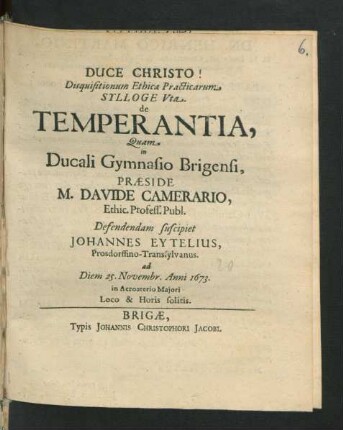 6.
DUCE CHRISTO!
Disquisitionum Ethica Practicarum
SYLLOGE Vta.
de
TEMPERANTIA,
Quam
in
Ducali Gymnasio Brigensi,
PRÆSIDE
M. DAVIDE CAMERARIO,
Ethic. Profess. Publ.
Defendendam suscipiet
JOHANNES EYTELIUS,
Prosdorffino-Transsylvanus.
ad
Diem 25. Novembr. Anni 1673.
in Acroaterio Majori
Loco & Horis solitis.
BRIGÆ,
Typis JOHANNIS CHRISTOPHORI JACOBI.